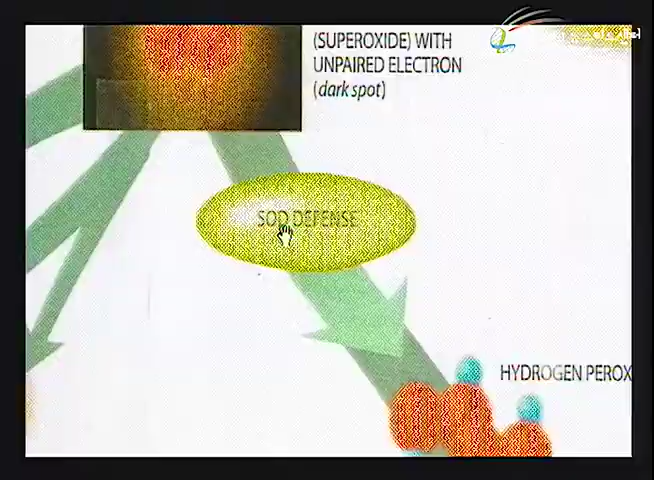 (SUPEROXIDE) WITH
UNPAIRED ELECTRON
(dark spot)
SOD DEFENSE
HYDROGEN PEROX